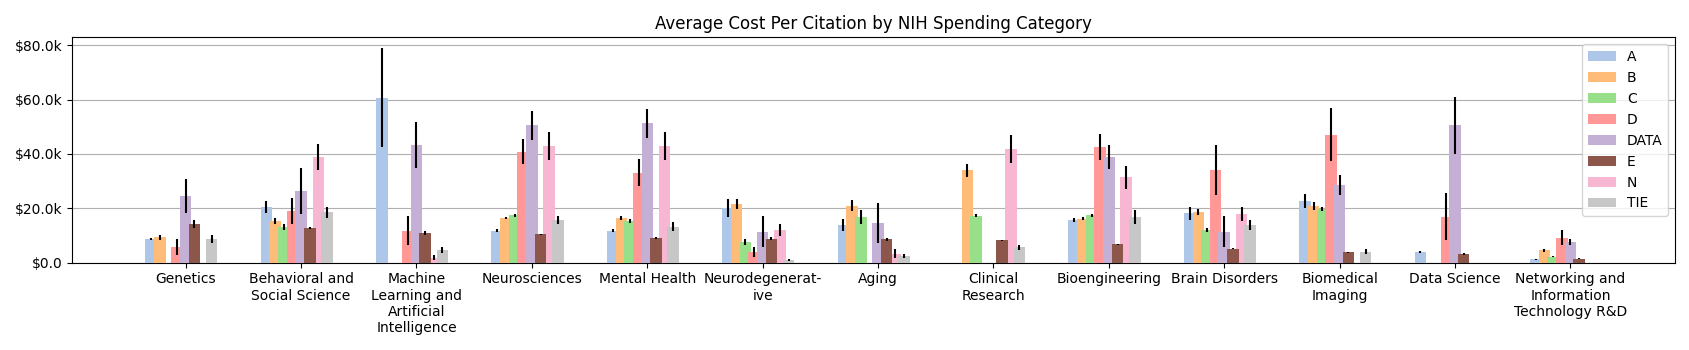 Average Cost Per Citation by NIH Spending Category
$80.0k
$60.0k
$40.0k
$20.0k
$0.0
A
B
C
D
DATA
E
N
TIE
Genetics
Behavioral and
Social Science
Machine
Learning and
Artificial
Intelligence
Neurosciences
Mental Health
Neurodegenerat-
ive
Aging
Clinical
Research
Bioengineering
Brain Disorders
Biomedical
Imaging
Data Science
Networking and
Information
Technology R&D